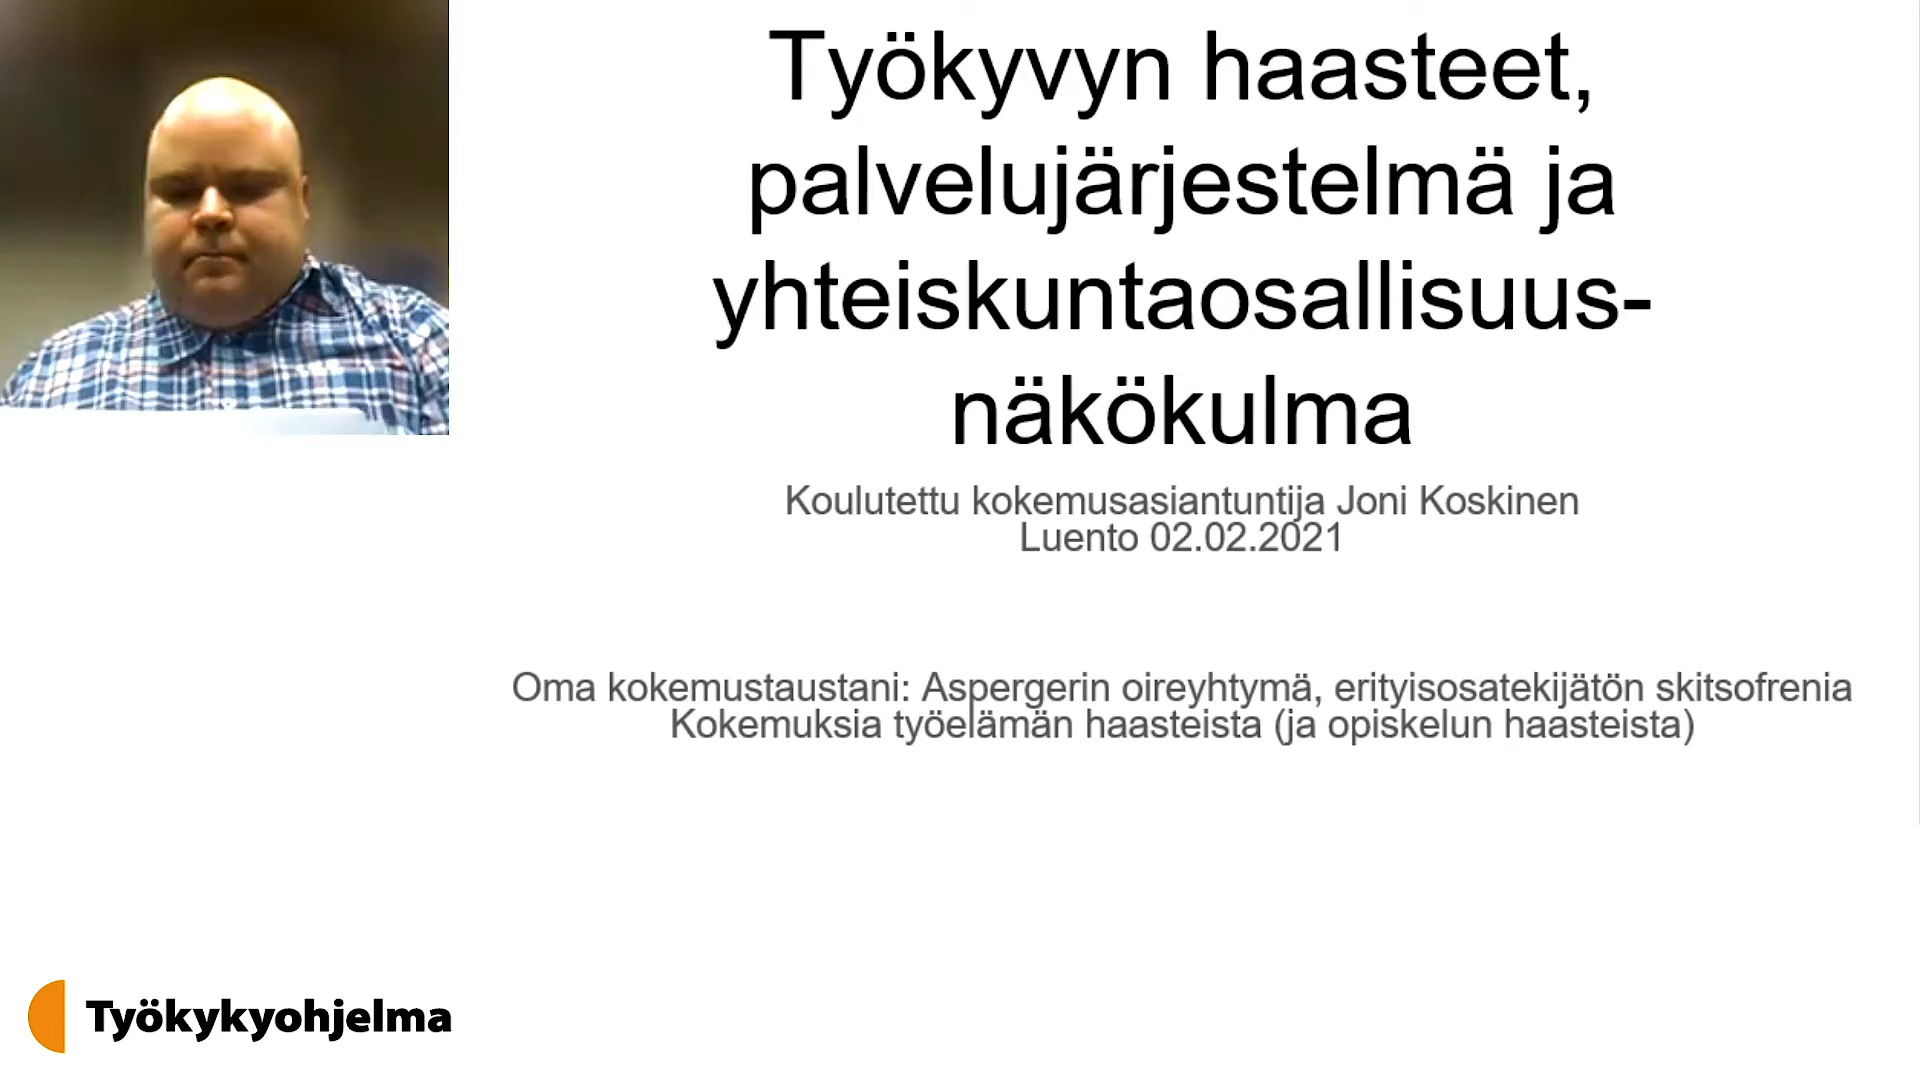 Työkyvyn haasteet,
palvelujärjestelmä ja
yhteiskuntaosallisuus-
näkökulma
Koulutettu kokemusasiantuntija Joni Koskinen
Luento 02.02.2021
Oma kokemustaustani: Aspergerin oireyhtymä, erityisosatekijätön skitsofrenia
Kokemuksia työelämän haasteista (ja opiskelun haasteista)
Työkykyohjelma